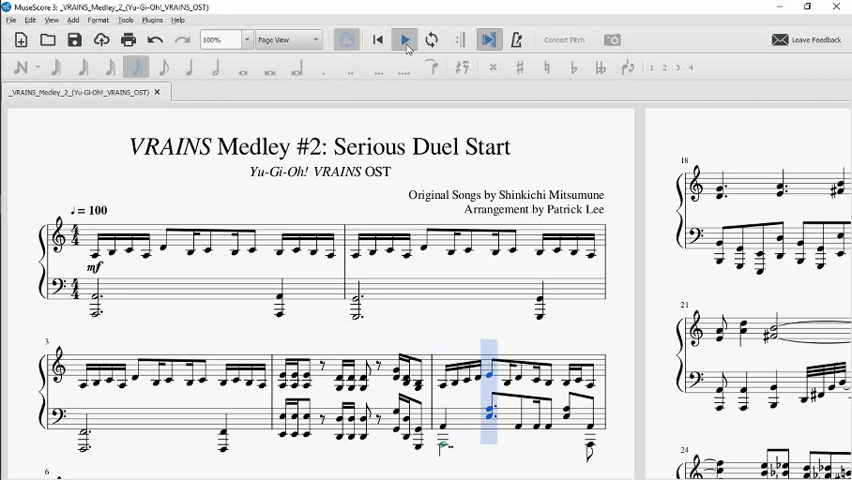 MuseScore 3: _VRAINS_Medley_2_(Yu-Gi-Oh!_VRAINS_OST)
File Edit View Add Format Tools Plugins Help
100% Page View Concert Pitch Leave Feedback
1 2 3 4
_VRAINS_Medley_2_(Yu-Gi-Oh!_VRAINS_OST)
VRAINS Medley #2: Serious Duel Start
Yu-Gi-Oh! VRAINS OST
Original Songs by Shinkichi Mitsumune
Arrangement by Patrick Lee
= 100
mf
3
6
18
21
24